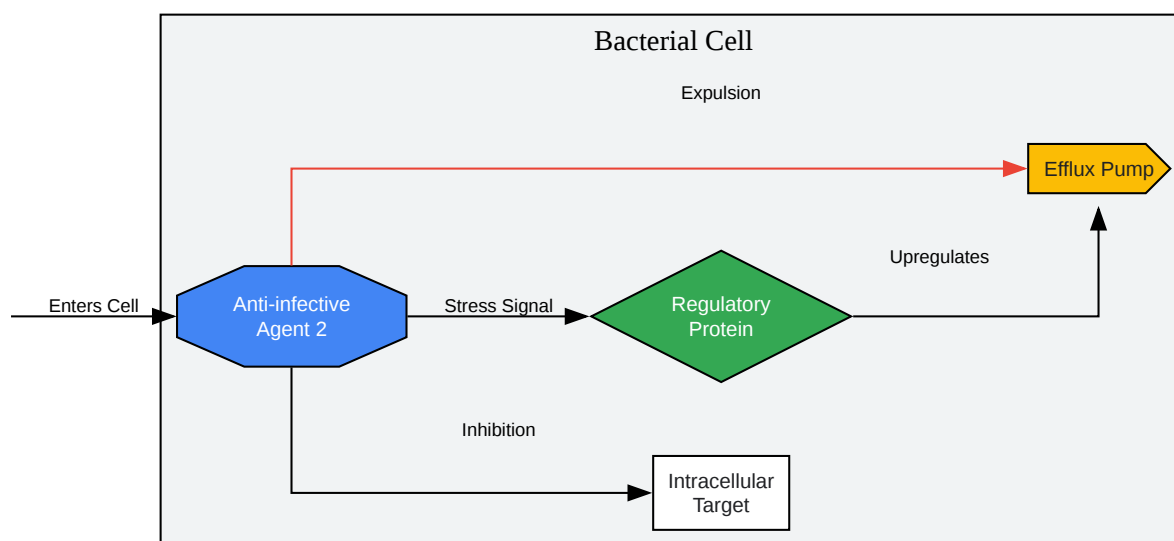 Bacterial Cell
Expulsion
Efflux Pump
Upregulates
Enters Cell
Anti-infective
Agent 2
Stress Signal
Regulatory
Protein
Inhibition
Intracellular
Target